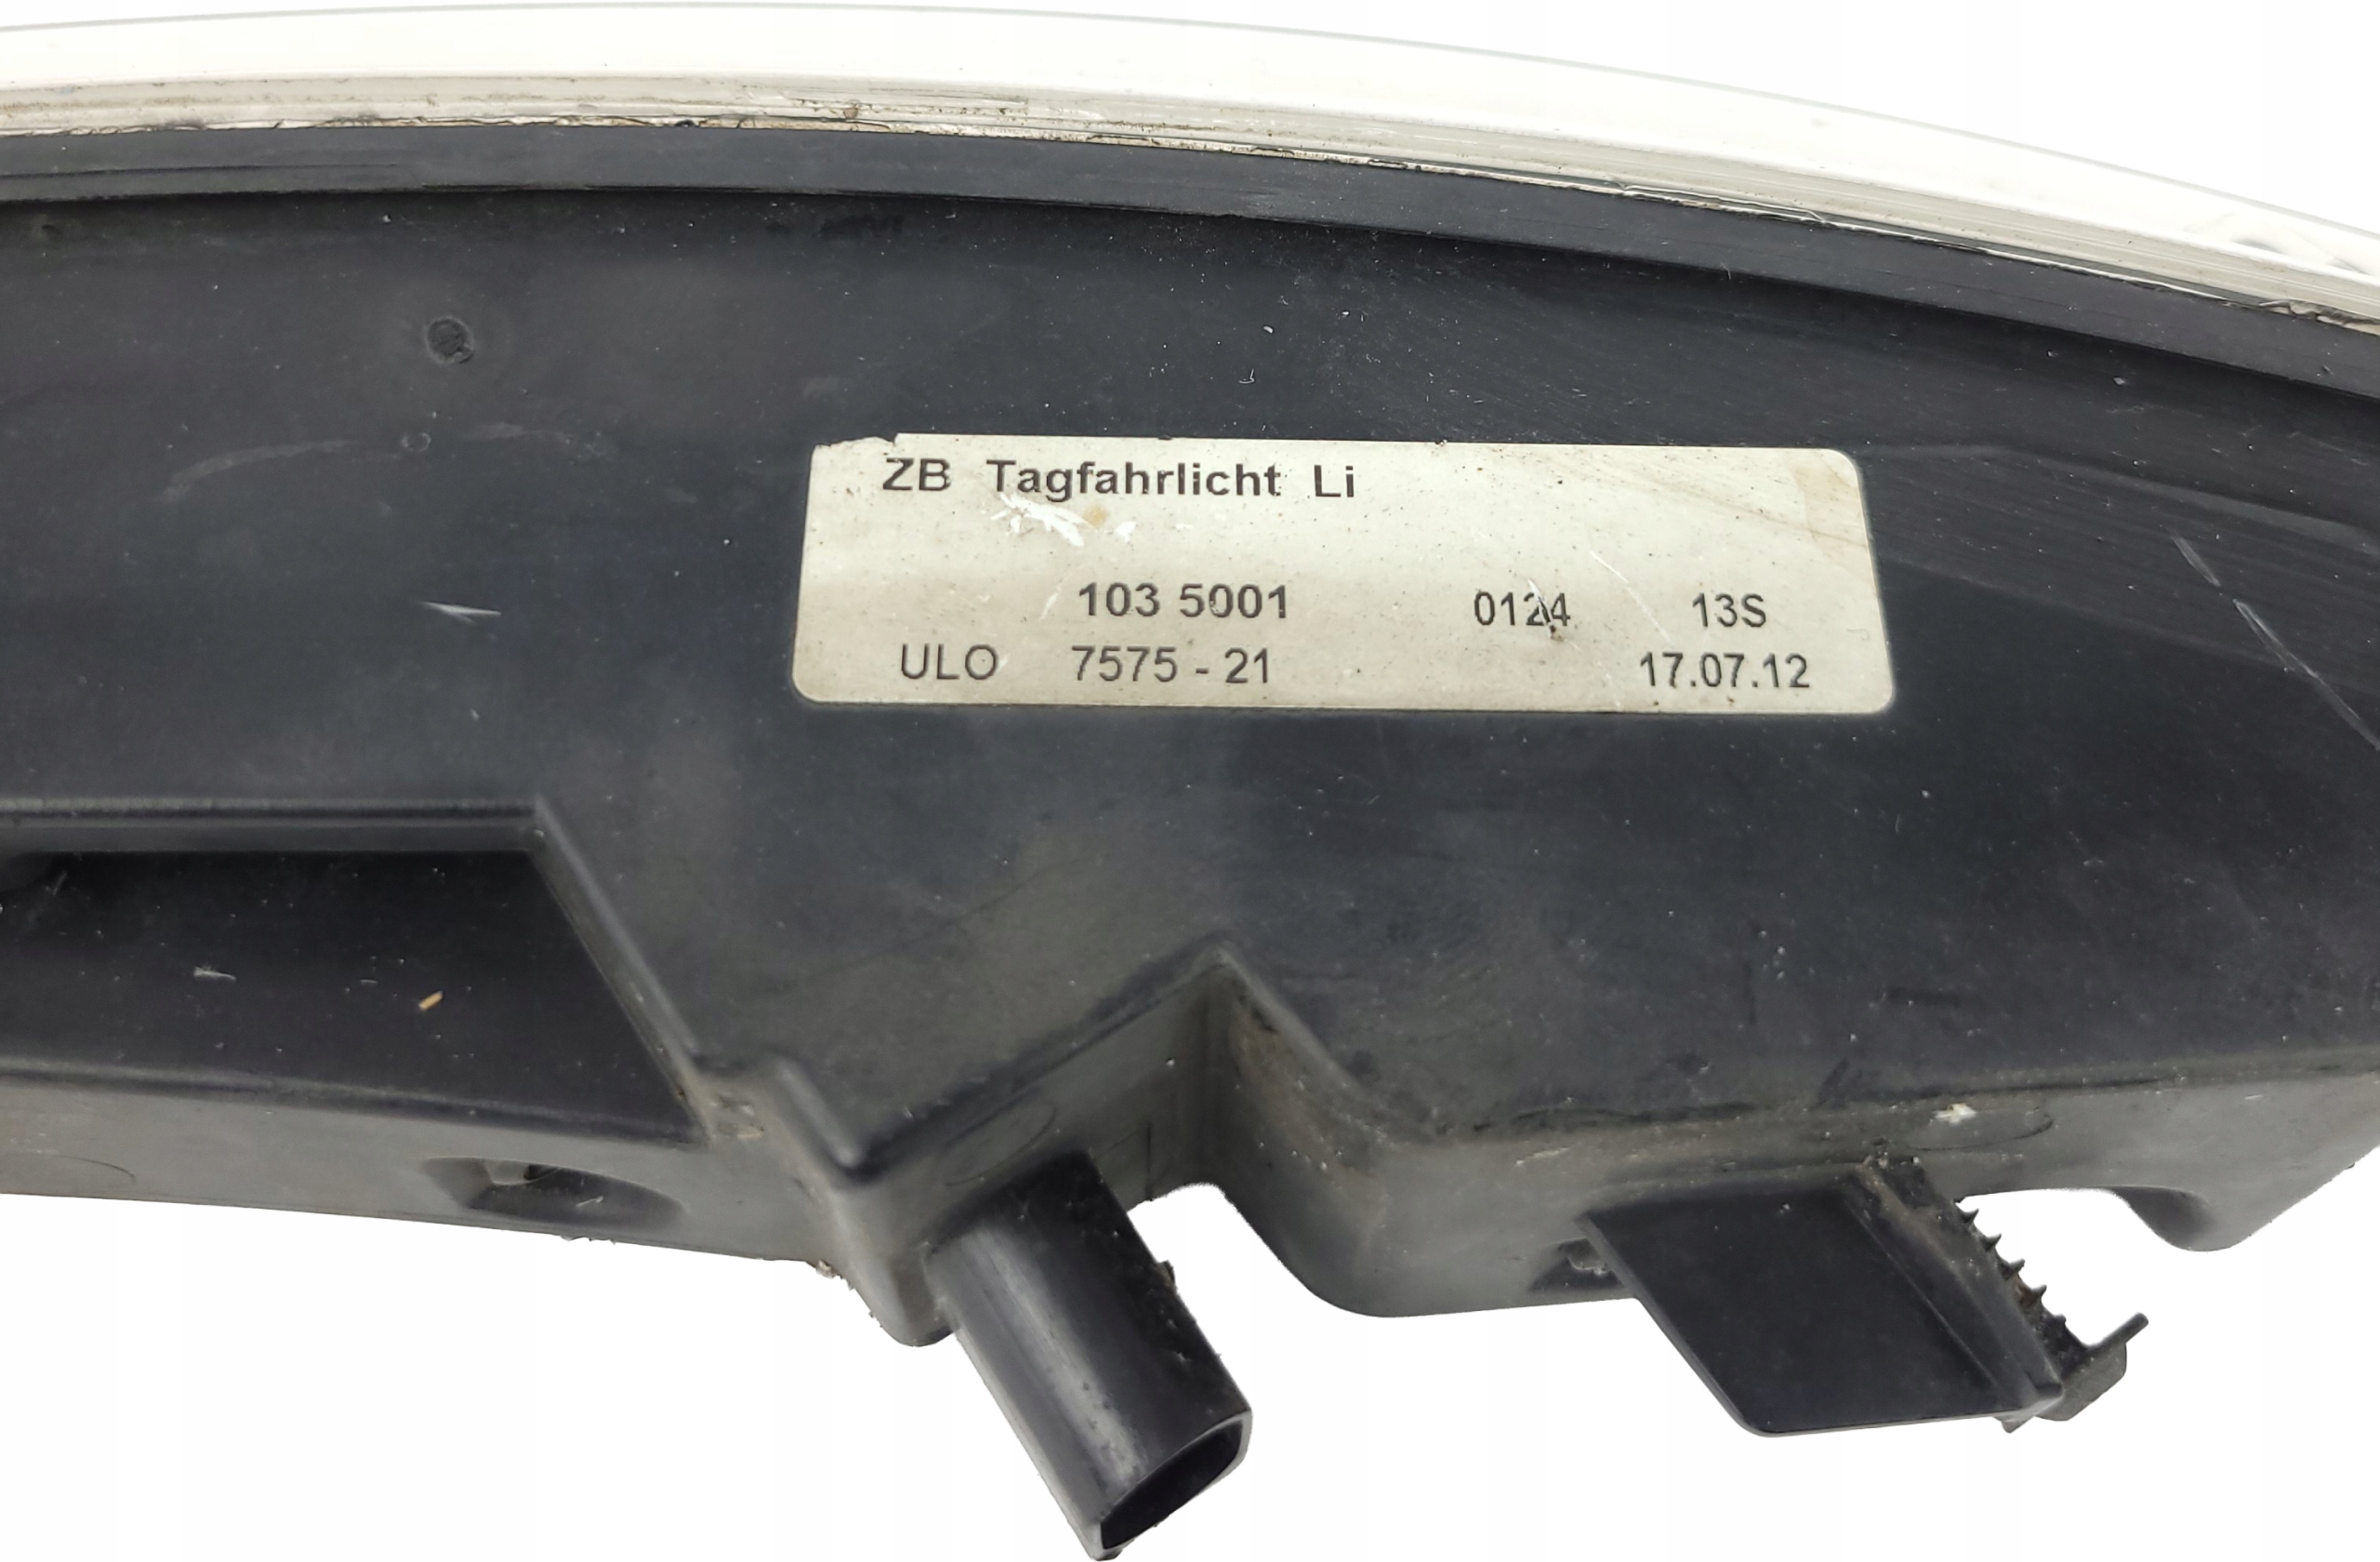 ZB Tagfahrlicht Li
103 5001 0124 13S
ULO 7575 - 21 17.07.12